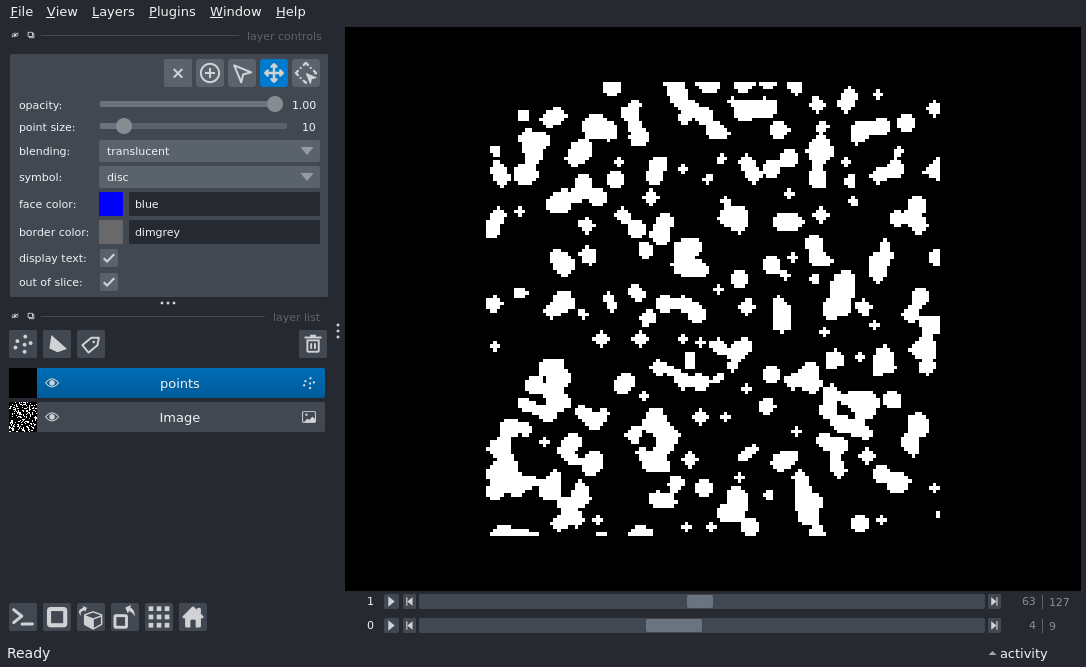 File View Layers Plugins Window Help
layer controls
opacity: 1.00
point size: 10
blending: translucent
symbol: disc
face color: blue
border color: dimgrey
display text:
out of slice:
layer list
points
Image
1 63 127
0 4 9
Ready activity